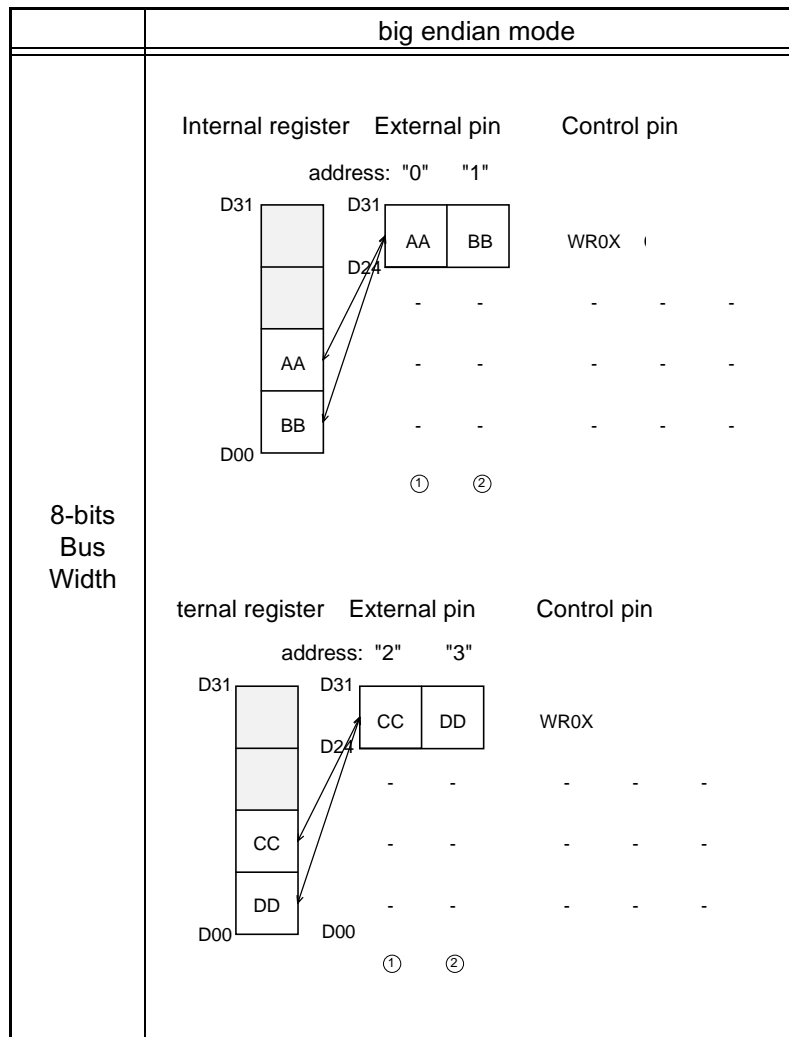 big endian mode
8-bits
Bus
Width
Internal register External pin Control pin
address: "0" "1"
D31 D31
AA BB WR0X
D24
- - - - -
AA - - - - -
BB - - - - -
D00
① ②
ternal register External pin Control pin
address: "2" "3"
D31 D31
CC DD WR0X
D24
- - - - -
CC - - - - -
DD - - - - -
D00 D00
① ②